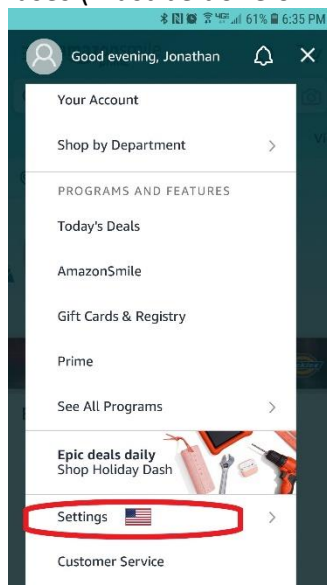 61% 6:35 PM
Good evening, Jonathan
Your Account
Shop by Department
PROGRAMS AND FEATURES
Today's Deals
AmazonSmile
Gift Cards & Registry
Prime
See All Programs
Epic deals daily
Shop Holiday Dash
Settings
Customer Service